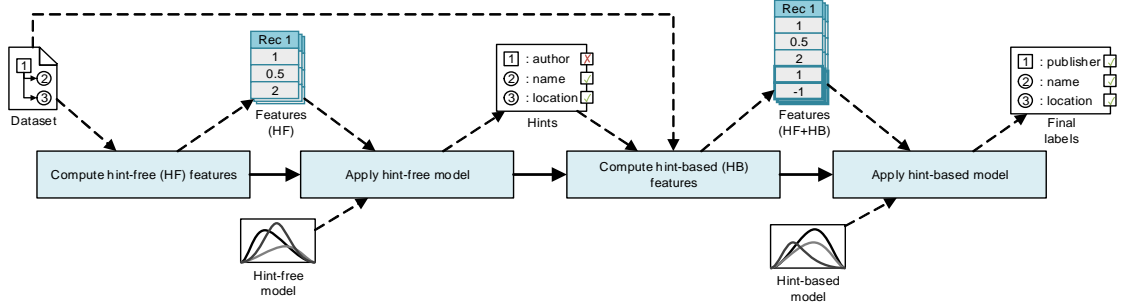 1
2
3
Dataset
Compute hint-free (HF) features
Rec 1
1
0.5
2
Features
(HF)
Apply hint-free model
Hint-free
model
1 : author
2 : name
3 : location
Hints
Compute hint-based (HB)
features
Rec 1
1
0.5
2
1
-1
Features
(HF+HB)
Apply hint-based model
Hint-based
model
1 : publisher
2 : name
3 : location
Final
labels